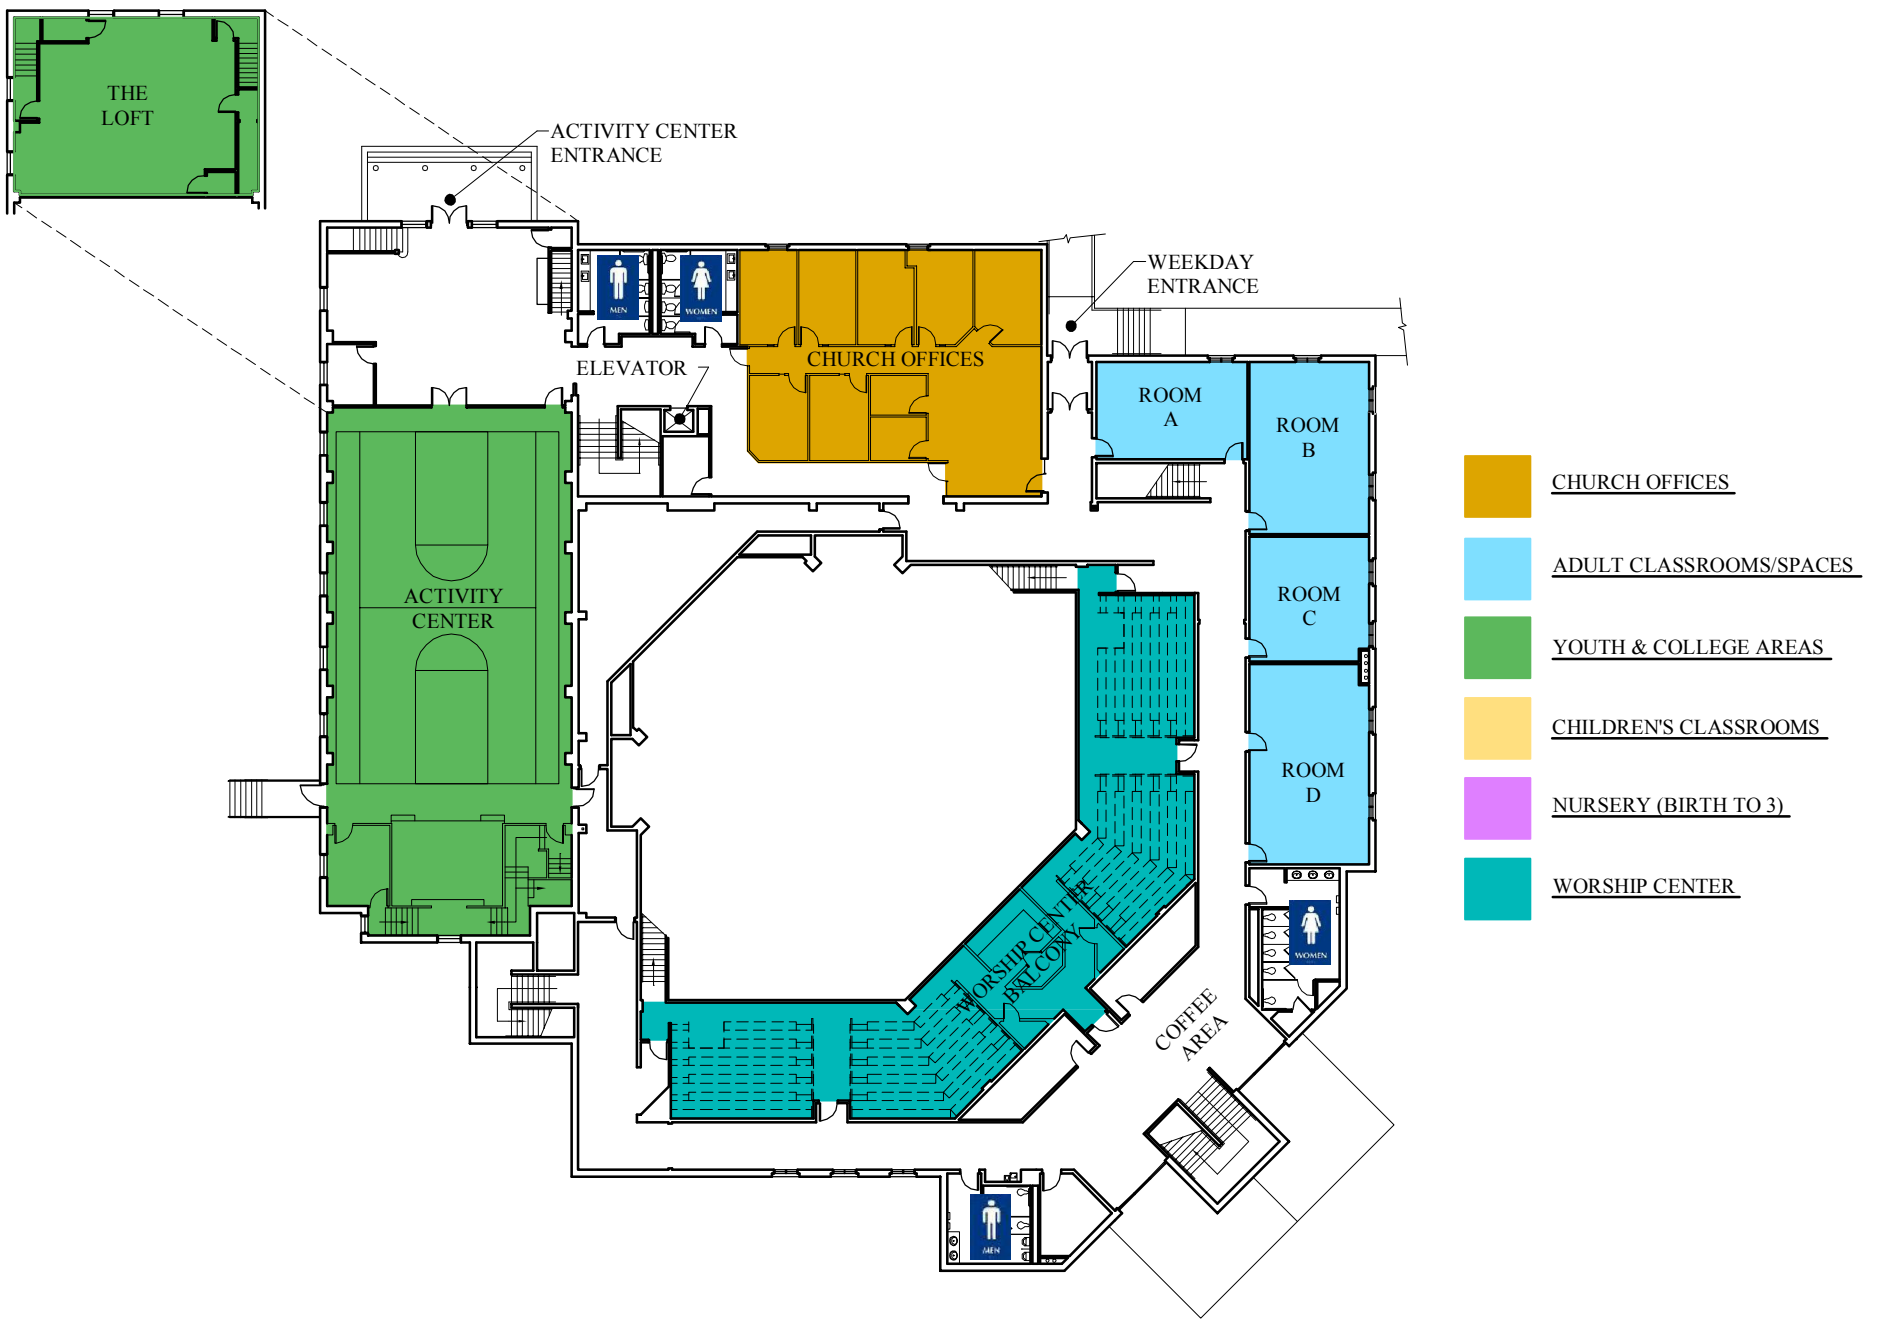 THE
LOFT
ACTIVITY CENTER
ENTRANCE
WEEKDAY
ENTRANCE
MEN
WOMEN
ELEVATOR
CHURCH OFFICES
ROOM
A
ROOM
B
ROOM
C
ROOM
D
ACTIVITY
CENTER
WORSHIP CENTER
BALCONY
WOMEN
COFFEE
AREA
MEN
CHURCH OFFICES
ADULT CLASSROOMS/SPACES
YOUTH & COLLEGE AREAS
CHILDREN'S CLASSROOMS
NURSERY (BIRTH TO 3)
WORSHIP CENTER